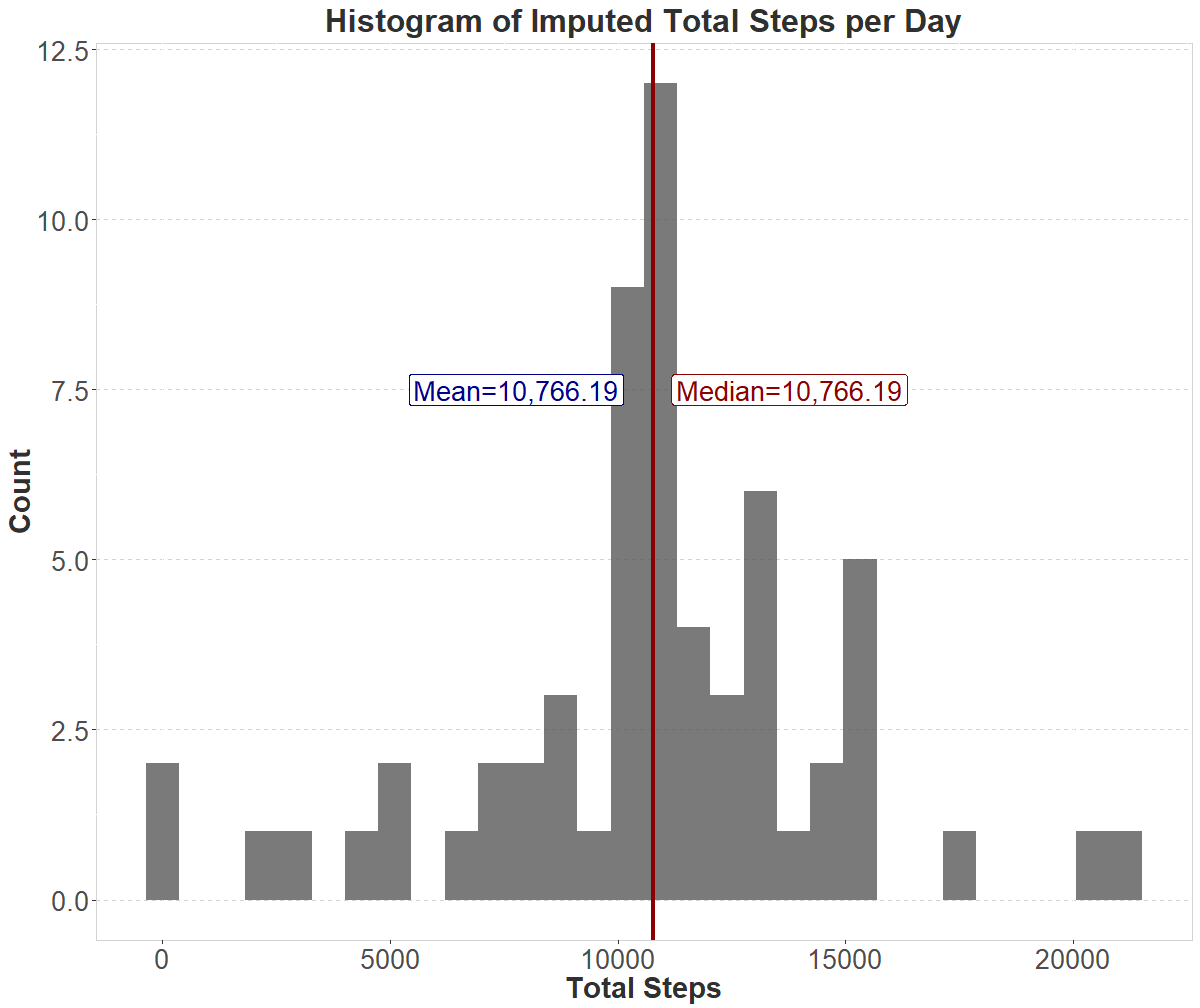 Histogram of Imputed Total Steps per Day
12.5
10.0
7.5
5.0
2.5
0.0
Count
Mean=10,766.19
Median=10,766.19
0 5000 10000 15000 20000
Total Steps